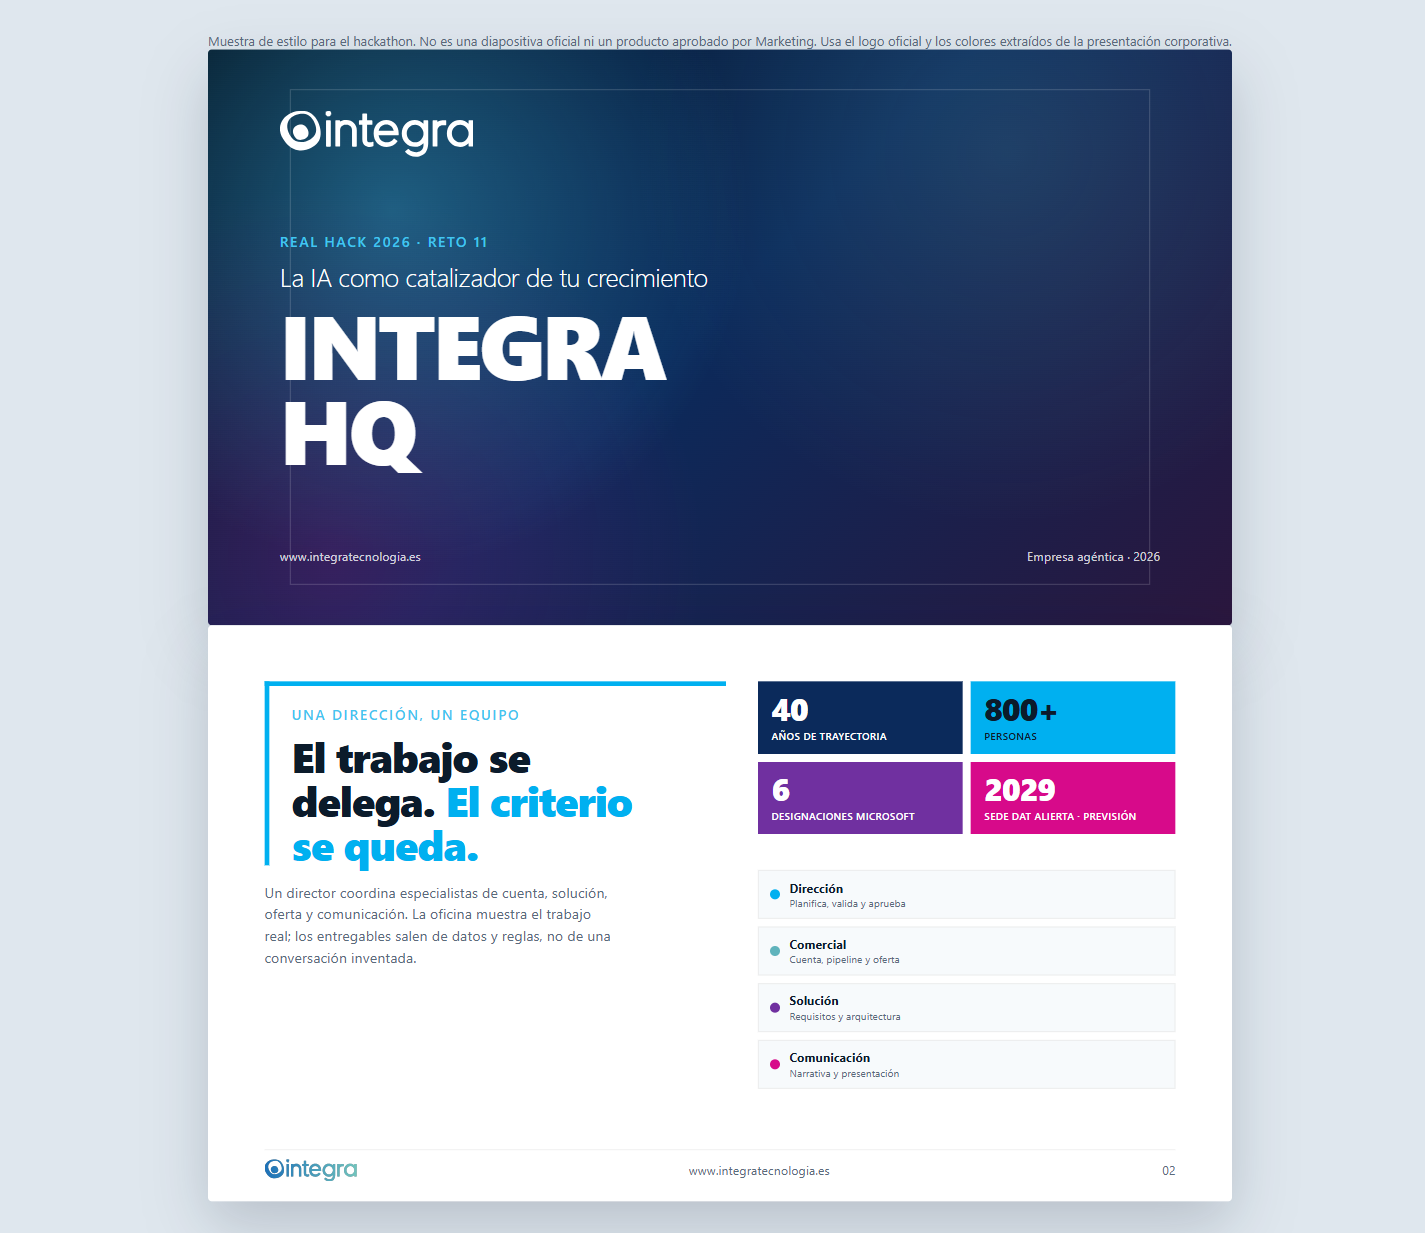 Muestra de estilo para el hackathon. No es una diapositiva oficial ni un producto aprobado por Marketing. Usa el logo oficial y los colores extraídos de la presentación corporativa.
integra
REAL HACK 2026 · RETO 11
La IA como catalizador de tu crecimiento
INTEGRA
HQ
www.integratecnologia.es
Empresa agéntica · 2026
UNA DIRECCIÓN, UN EQUIPO
El trabajo se
delega. El criterio
se queda.
Un director coordina especialistas de cuenta, solución,
oferta y comunicación. La oficina muestra el trabajo
real; los entregables salen de datos y reglas, no de una
conversación inventada.
40
AÑOS DE TRAYECTORIA
800+
PERSONAS
6
DESIGNACIONES MICROSOFT
2029
SEDE DAT ALIERTA · PREVISIÓN
Dirección
Planifica, valida y aprueba
Comercial
Cuenta, pipeline y oferta
Solución
Requisitos y arquitectura
Comunicación
Narrativa y presentación
integra
www.integratecnologia.es
02